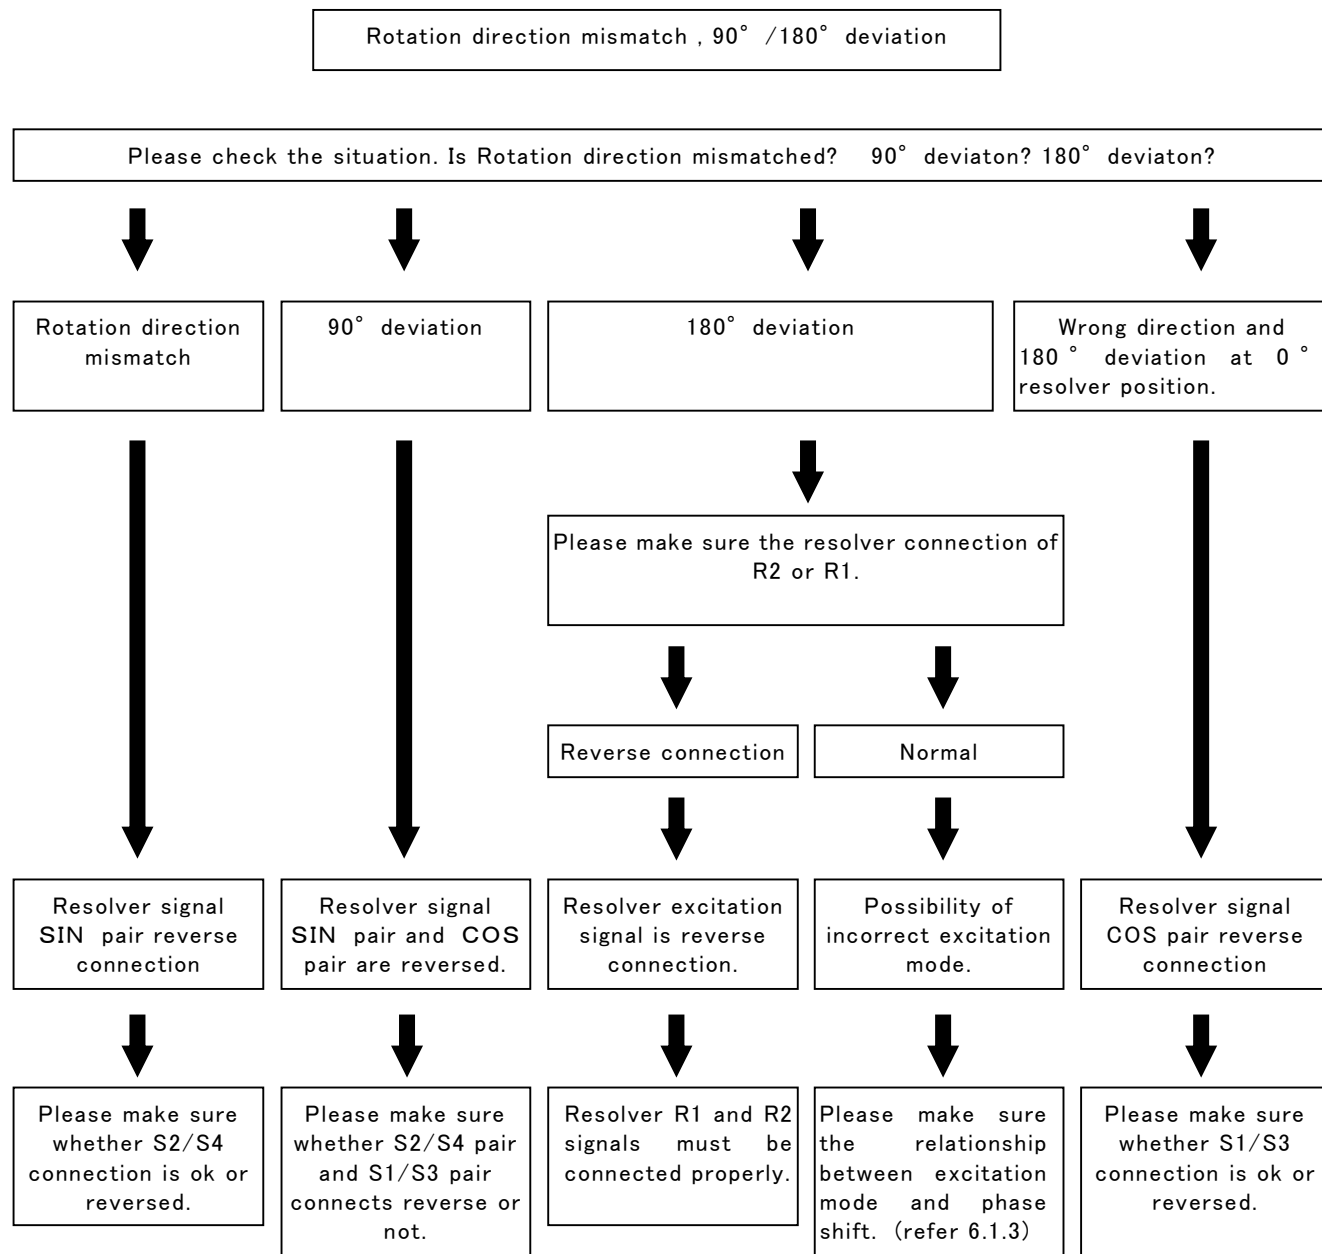 Rotation direction mismatch , 90° /180° deviation
Please check the situation. Is Rotation direction mismatched? 90° deviaton? 180° deviaton?
Rotation direction
mismatch
90° deviation
180° deviation
Wrong direction and
180 ° deviation at 0 °
resolver position.
Please make sure the resolver connection of
R2 or R1.
Reverse connection
Normal
Resolver signal
SIN pair reverse
connection
Resolver signal
SIN pair and COS
pair are reversed.
Resolver excitation
signal is reverse
connection.
Possibility of
incorrect excitation
mode.
Resolver signal
COS pair reverse
connection
Please make sure
whether S2/S4
connection is ok or
reversed.
Please make sure
whether S2/S4 pair
and S1/S3 pair
connects reverse or
not.
Resolver R1 and R2
signals must be
connected properly.
Please make sure
the relationship
between excitation
mode and phase
shift. (refer 6.1.3)
Please make sure
whether S1/S3
connection is ok or
reversed.